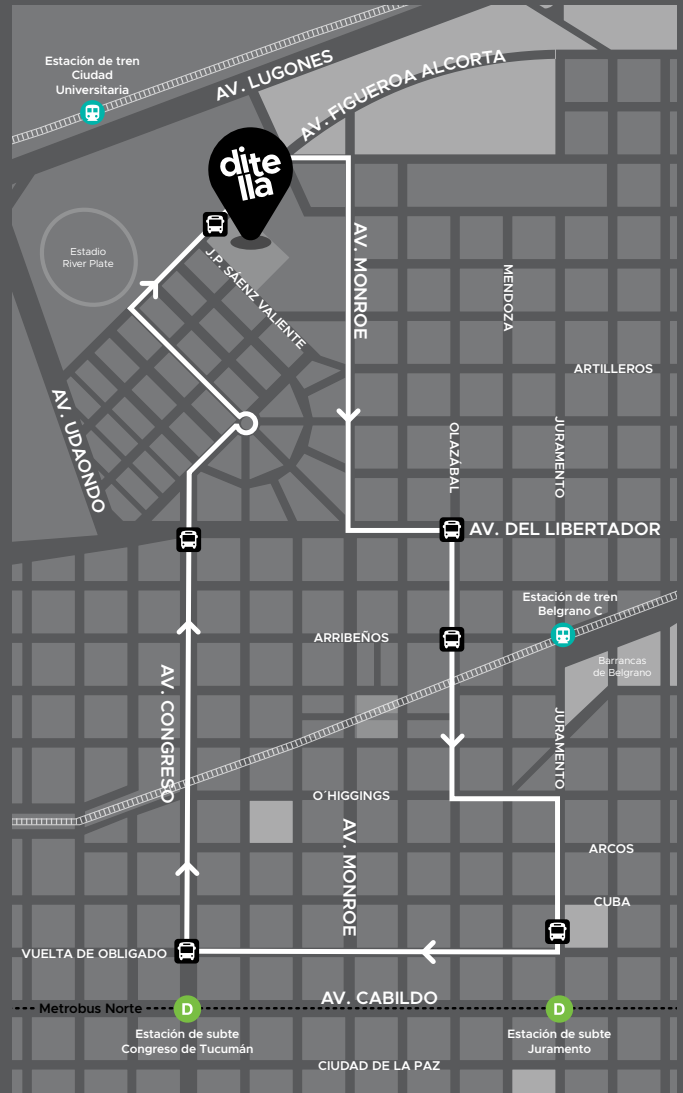 Estación de tren
Ciudad
Universitaria
AV. LUGONES
AV. FIGUEROA ALCORTA
dite
lla
Estadio
River Plate
J.P. SÁENZ VALIENTE
AV. MONROE
MENDOZA
ARTILLEROS
AV. UDAONDO
OLAZÁBAL
JURAMENTO
AV. DEL LIBERTADOR
Estación de tren
Belgrano C
ARRIBEÑOS
Barrancas
de Belgrano
AV. CONGRESO
JURAMENTO
O´HIGGINGS
AV. MONROE
ARCOS
CUBA
VUELTA DE OBLIGADO
AV. CABILDO
Metrobus Norte
D
D
Estación de subte
Congreso de Tucumán
Estación de subte
Juramento
CIUDAD DE LA PAZ